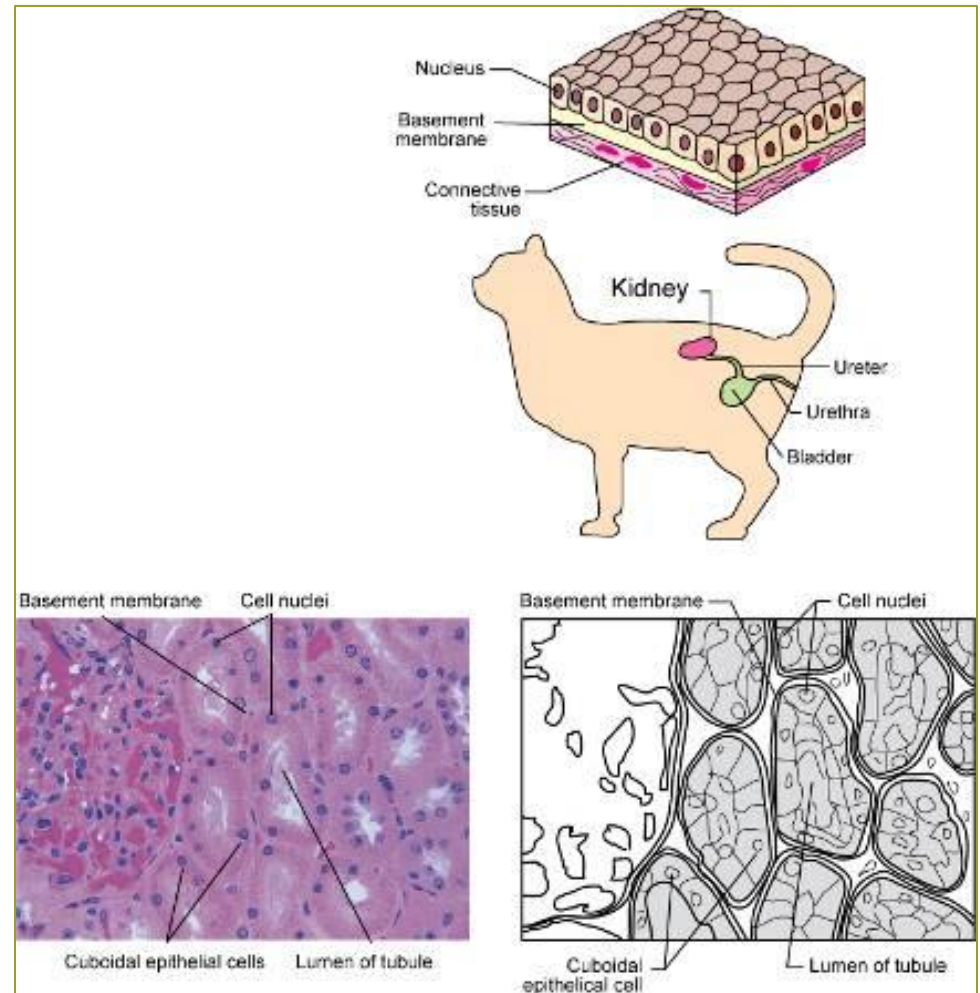 Nucleus
Basement
membrane
Connective
tissue
Kidney
Ureter
Urethra
Bladder
Basement membrane
Cell nuclei
Cuboidal epithelial cells
Lumen of tubule
Basement membrane
Cell nuclei
Cuboidal
epithelical cell
Lumen of tubule